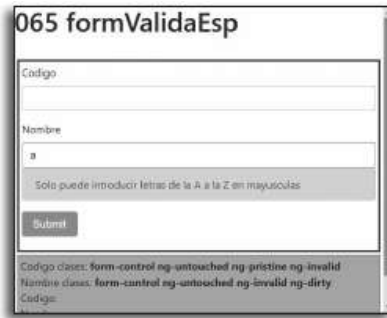 065 formValidaEsp
Codigo
Nombre
a
Solo puede introducir letras de la A a la Z en mayusculas
Submit
Codigo clases: form-control ng-untouched ng-pristine ng-invalid
Nombre clases: form-control ng-untouched ng-invalid ng-dirty
Codigo: